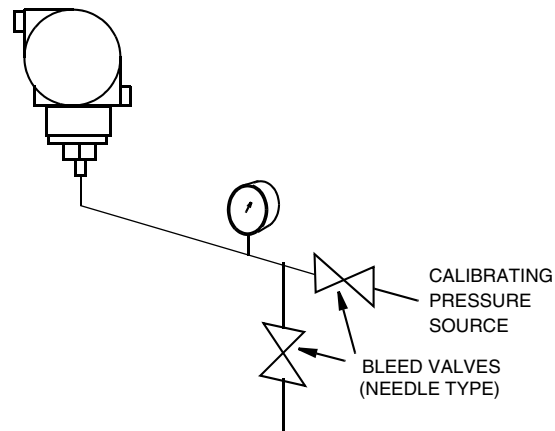 CALIBRATING
PRESSURE
SOURCE
BLEED VALVES
(NEEDLE TYPE)